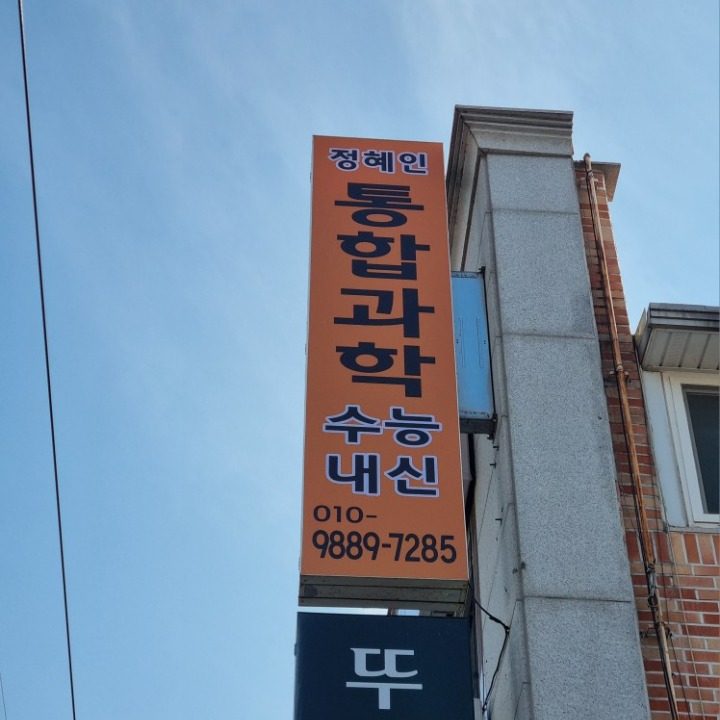 정혜인
통합과학
수능
내신
010-
9889-7285
뚜